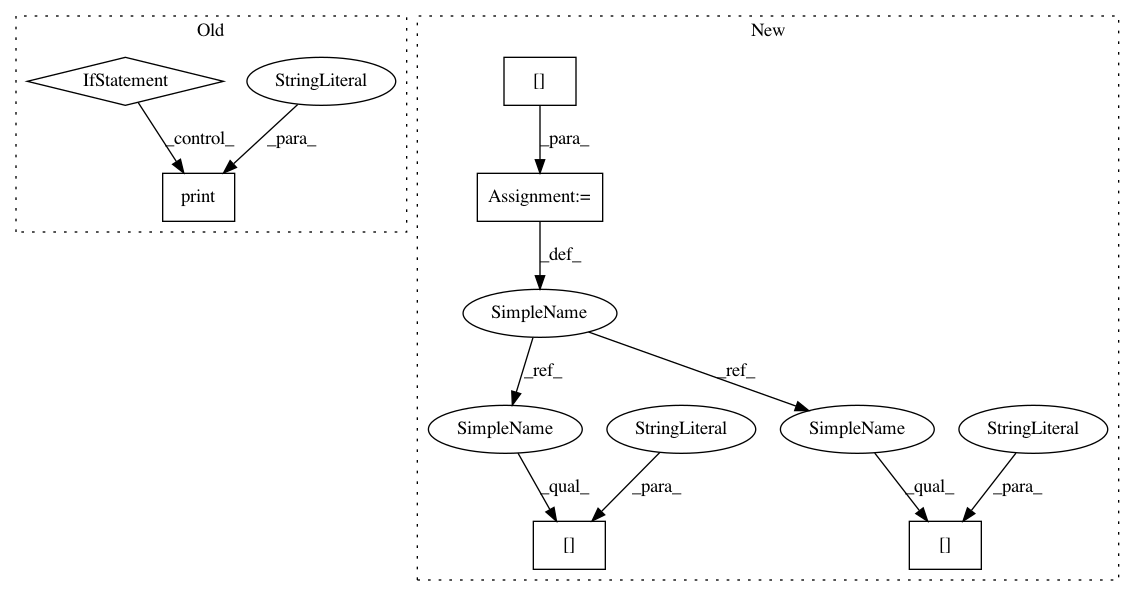 Old
New
IfStatement
StringLiteral
[]
_control_
_para_
_para_
print
Assignment:=
_def_
SimpleName
_ref_
_ref_
SimpleName
StringLiteral
SimpleName
StringLiteral
_qual_
_para_
_qual_
_para_
[]
[]